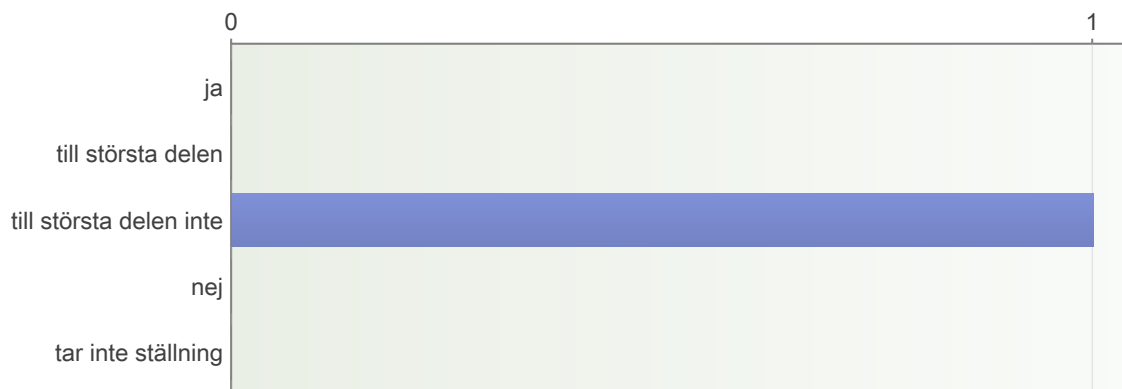 0 1
ja
till största delen
till största delen inte
nej
tar inte ställning